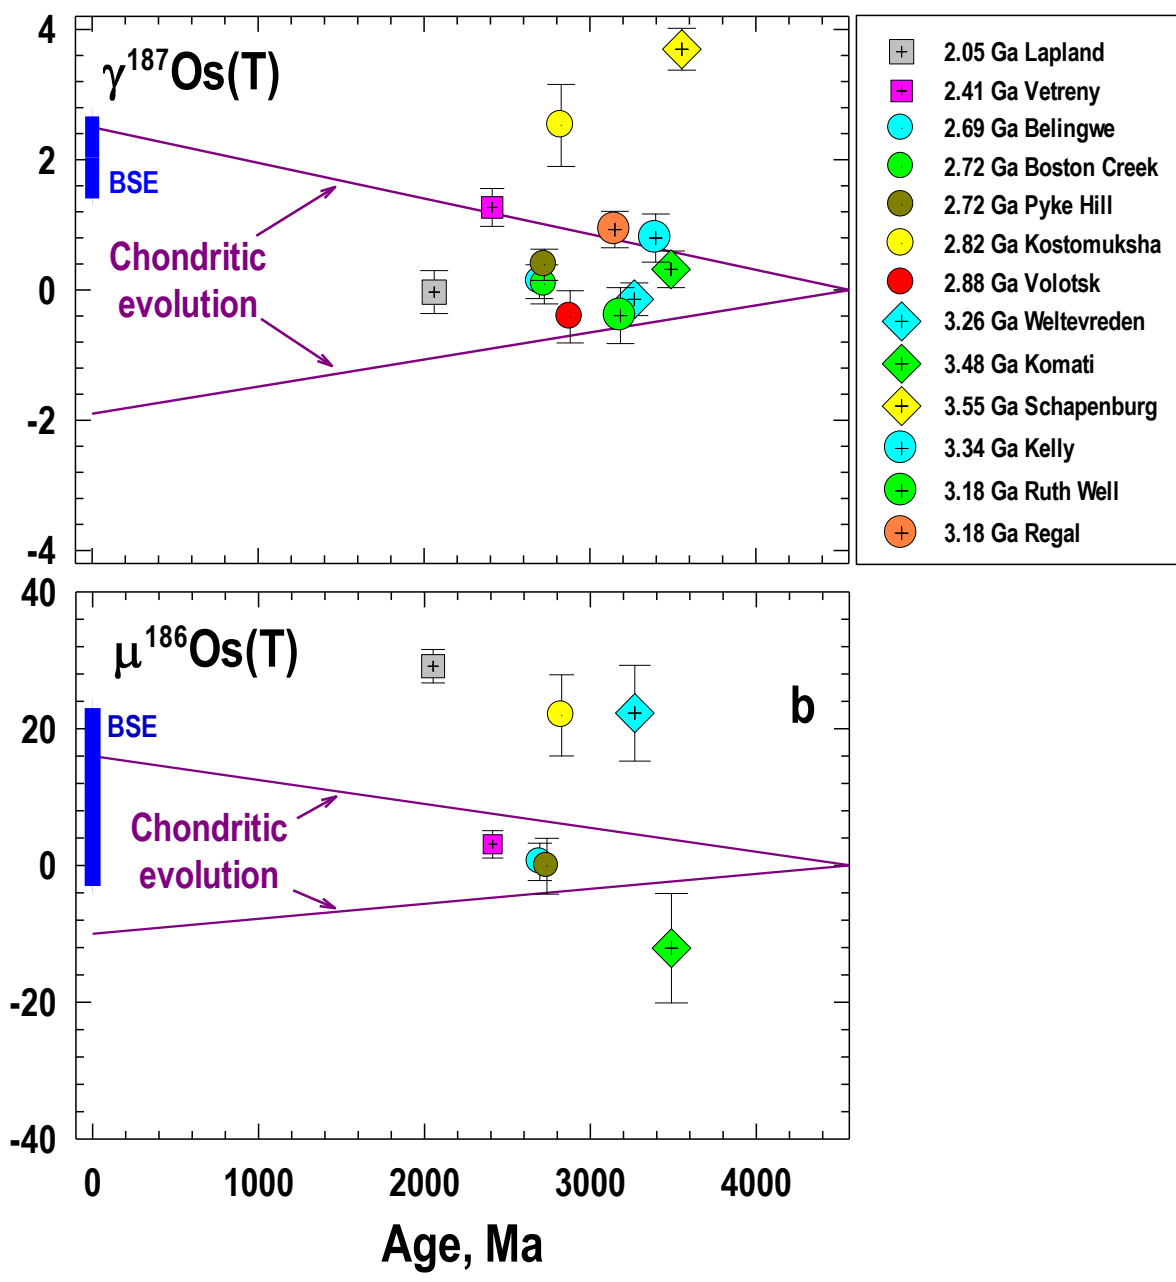 4
2
0
-2
-4
γ187Os(T)
BSE
Chondritic
evolution
2.05 Ga Lapland
2.41 Ga Vetreny
2.69 Ga Belingwe
2.72 Ga Boston Creek
2.72 Ga Pyke Hill
2.82 Ga Kostomuksha
2.88 Ga Volotsk
3.26 Ga Weltevreden
3.48 Ga Komati
3.55 Ga Schapenburg
3.34 Ga Kelly
3.18 Ga Ruth Well
3.18 Ga Regal
40
20
0
-20
-40
μ186Os(T)
b
BSE
Chondritic
evolution
0 1000 2000 3000 4000
Age, Ma